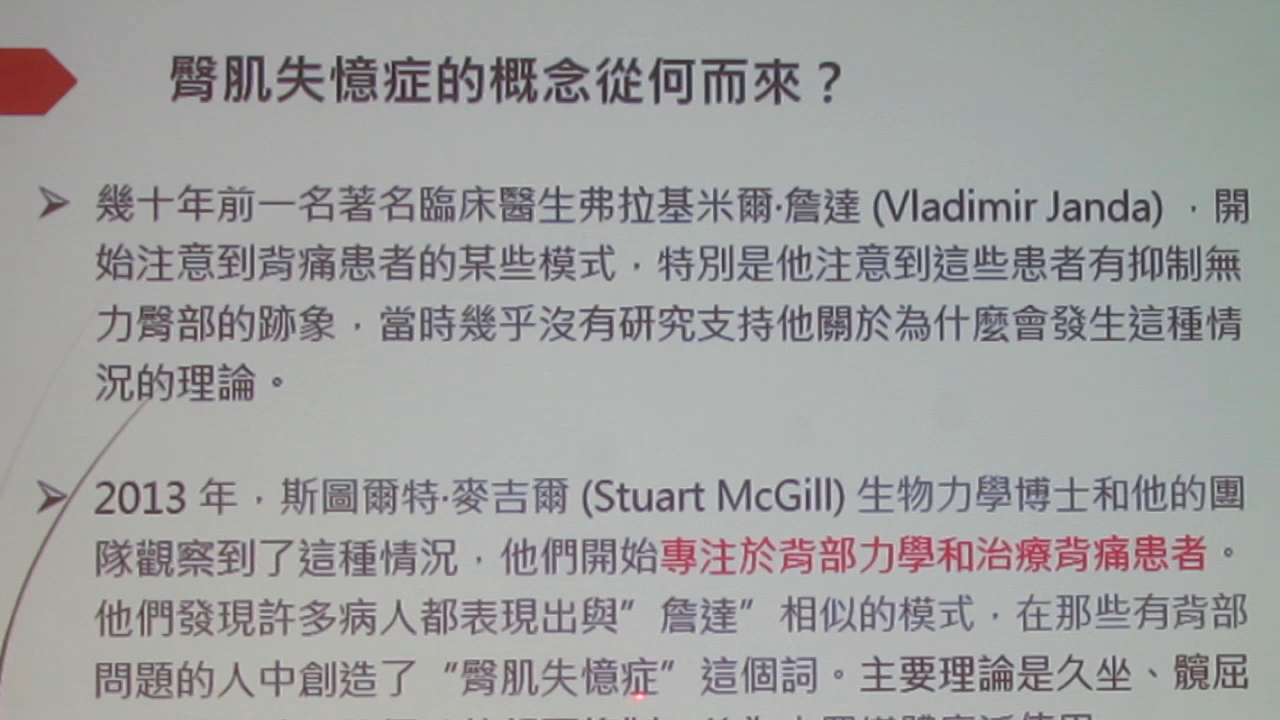 臀肌失憶症的概念從何而來？
幾十年前一名著名臨床醫生弗拉基米爾·詹達 (Vladimir Janda) ，開
始注意到背痛患者的某些模式，特別是他注意到這些患者有抑制無
力臀部的跡象，當時幾乎沒有研究支持他關於為什麼會發生這種情
況的理論。
2013 年，斯圖爾特·麥吉爾 (Stuart McGill) 生物力學博士和他的團
隊觀察到了這種情況，他們開始專注於背部力學和治療背痛患者。
他們發現許多病人都表現出與”詹達”相似的模式，在那些有背部
問題的人中創造了“臀肌失憶症”這個詞。主要理論是久坐、髖屈